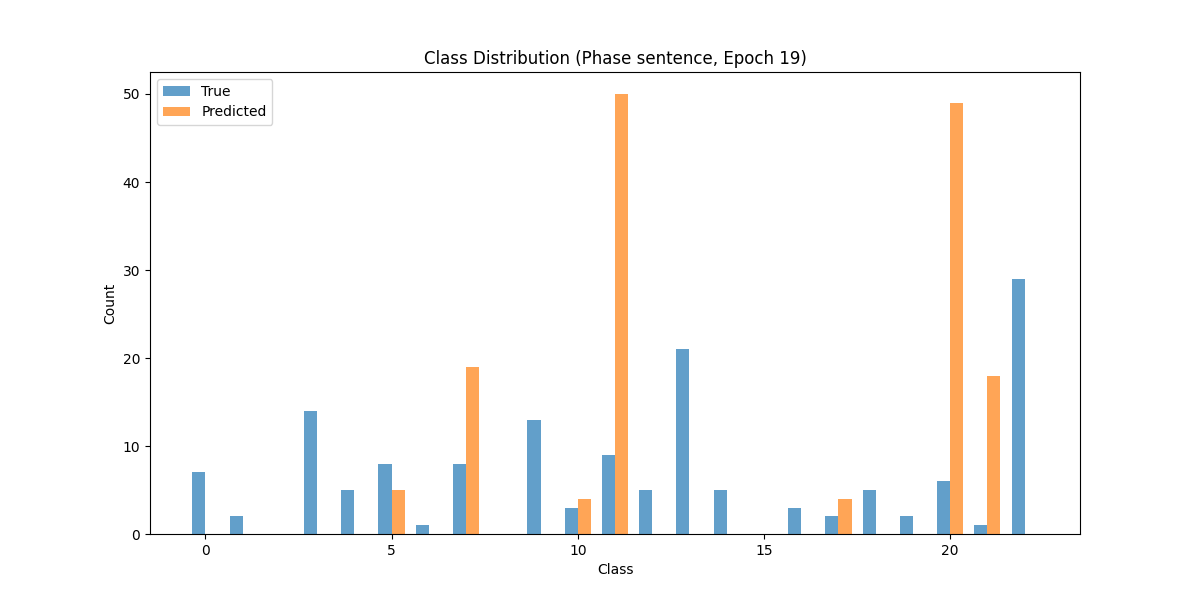 Class Distribution (Phase sentence, Epoch 19)
True
Predicted
50
40
30
20
10
0
Count
0 5 10 15 20
Class